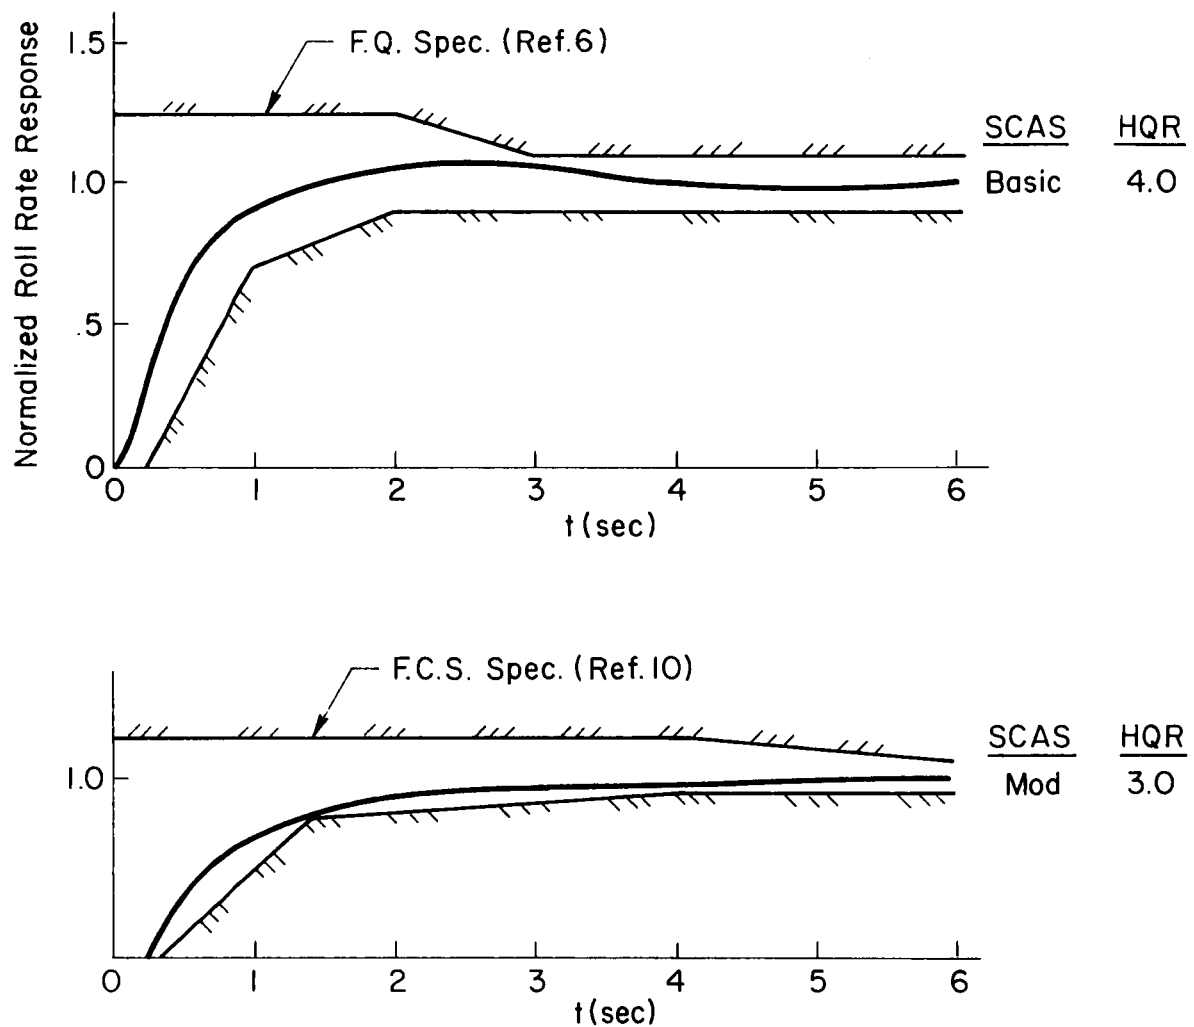 Normalized Roll Rate Response
1.5
1.0
.5
0
F.Q. Spec. (Ref. 6)
SCAS HQR
Basic 4.0
0 1 2 3 4 5 6
t (sec)
F.C.S. Spec. (Ref. 10)
1.0
SCAS HQR
Mod 3.0
0 1 2 3 4 5 6
t (sec)